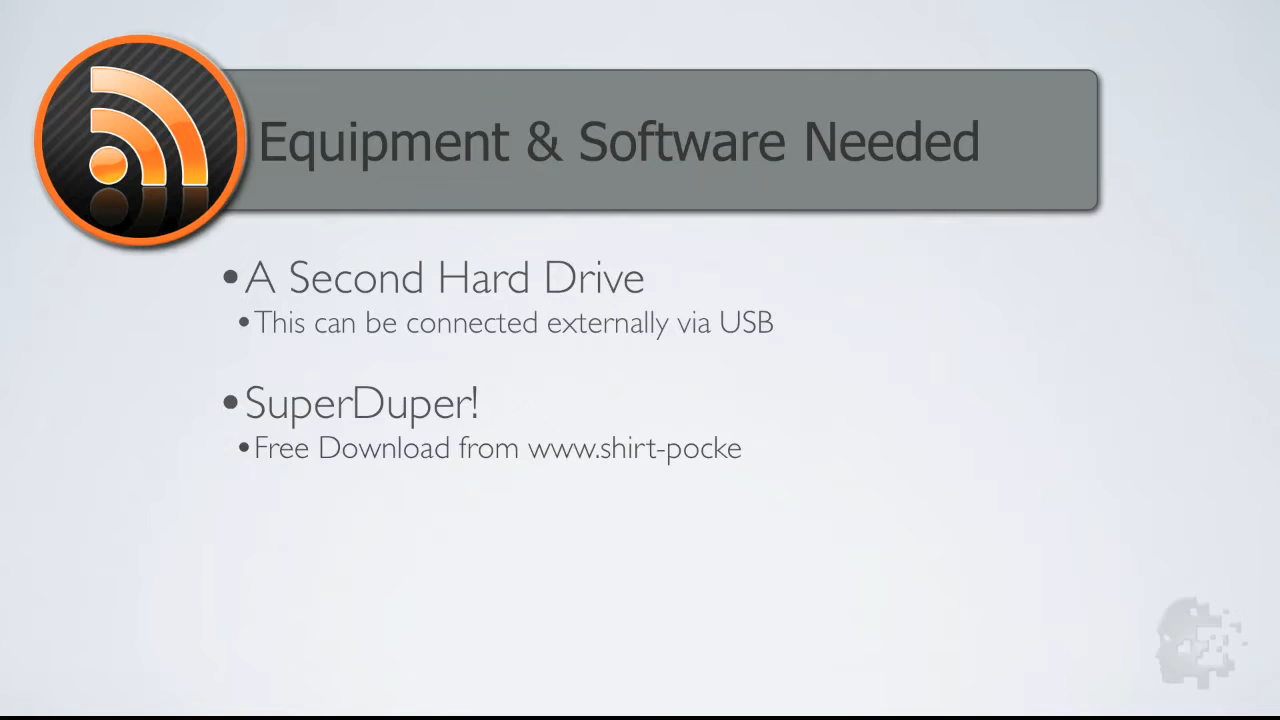 Equipment & Software Needed
•A Second Hard Drive
•This can be connected externally via USB
•SuperDuper!
•Free Download from www.shirt-pocke